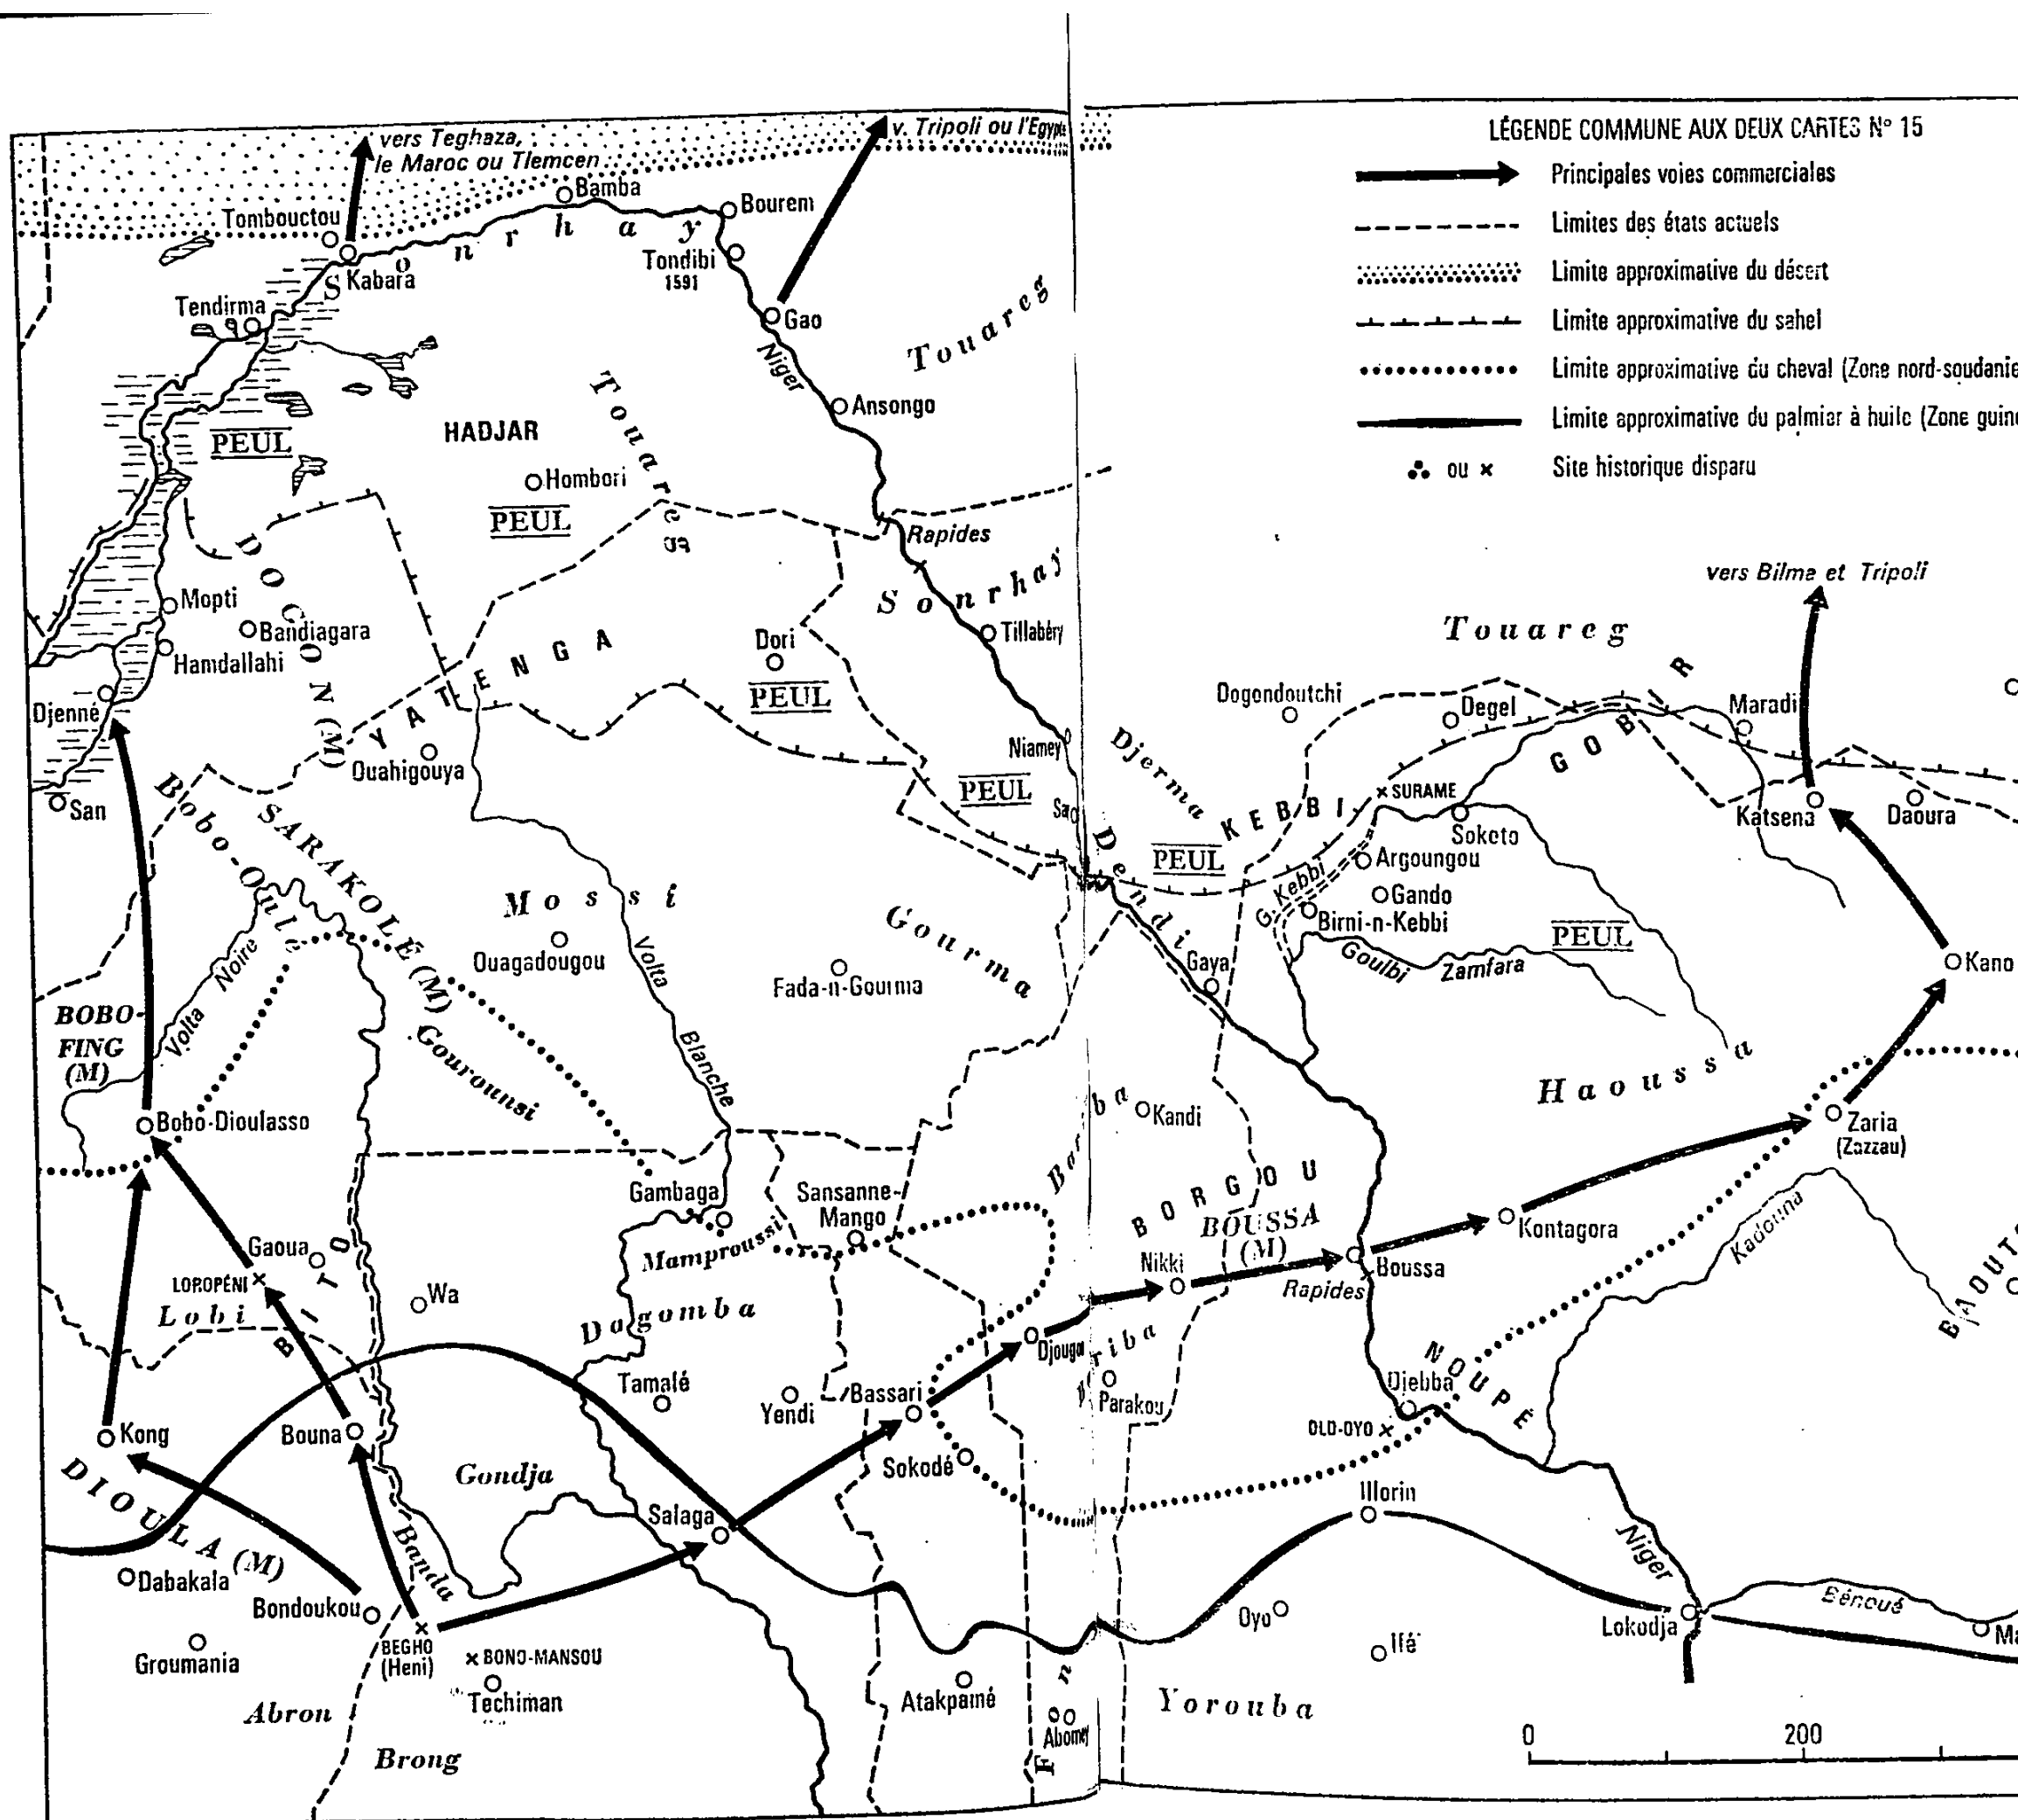 vers Teghaza,
le Maroc ou Tlemcen
v. Tripoli ou l'Egypte
LÉGENDE COMMUNE AUX DEUX CARTES N° 15
Principales voies commerciales
Limites des états actuels
Limite approximative du désert
Limite approximative du sahel
Limite approximative du cheval (Zone nord-soudanie
Limite approximative du palmier à huile (Zone guin
ou x Site historique disparu
Bamba
Bourem
Tombouctou
Kabara
Sonrhay
Tondibi
1591
Tendirma
Gao
Touareg
Niger
Ansongo
Touareg
PEUL
HADJAR
Hombori
PEUL
Rapides
Sonrhay
DOGON (M)
Mopti
Bandiagara
Hamdallahi
Djenné
San
YATENGA
Ouahigouya
Dori
PEUL
Tillabéry
Niamey
PEUL
Say
Djerma
Dendi
vers Bilma et Tripoli
Touareg
Dogondoutchi
Degel
GOBIR
Maradi
KEBBI
SURAME
Sokoto
Katsena
Daoura
PEUL
Argoungou
G. Kebbi
Gando
Birni-n-Kebbi
PEUL
Goulbi
Zamfara
Kano
Gaya
Bobo-Oulé
SARAKOLÉ (M)
Mossi
Ouagadougou
Gourma
Fada-n-Gourma
Volta
Noire
BOBO-
FING
(M)
Gourounsi
Volta
Blanche
Haoussa
Bobo-Dioulasso
Kandi
Bariba
Zaria
(Zazzau)
Gambaga
Sansanne-
Mango
Mamproussi
BORGOU
BOUSSA
(M)
Kontagora
Kadouna
Nikki
Boussa
Rapides
Gaoua
LOROPÉNI
Lobi
BITO
Wa
Dagomba
Djougou
BAOUT
NOUPÉ
Tamalé
Yendi
Bassari
Parakou
Djebba
OLD-OYO
Kong
Bouna
Sokodé
Gondja
DIOULA (M)
Salaga
Illorin
Niger
Banda
Dabakala
Bondoukou
Oyo
Ifé
Lokodja
Bénoué
Ma
Groumania
BEGHO
(Heni)
BONO-MANSOU
Techiman
Atakpamé
Abomey
Fon
Yorouba
Abron
Brong
0 200